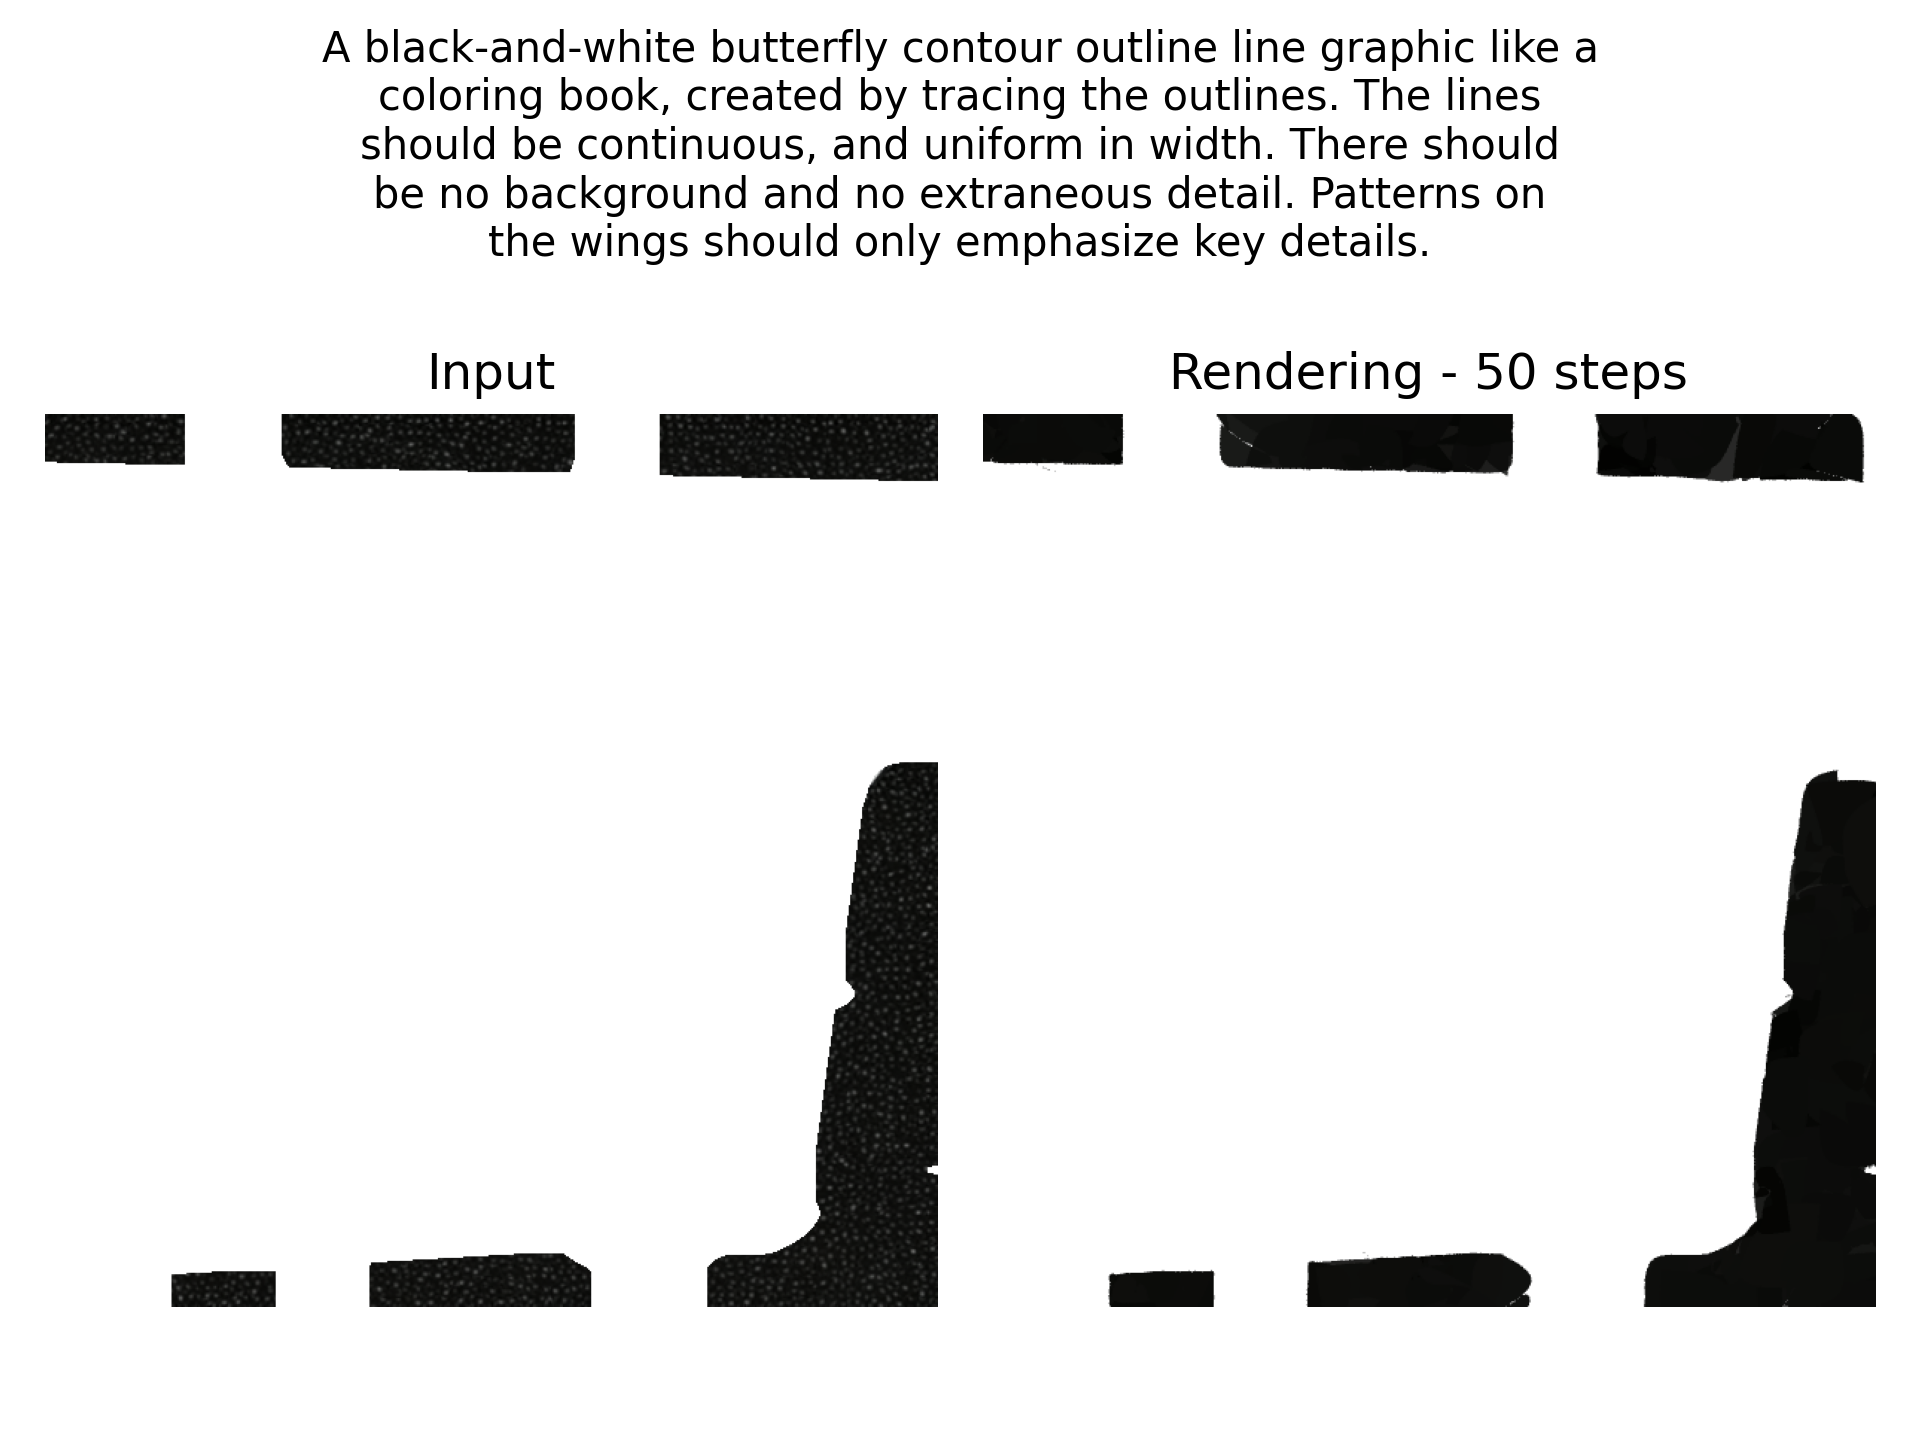 A black-and-white butterfly contour outline line graphic like a
coloring book, created by tracing the outlines. The lines
should be continuous, and uniform in width. There should
be no background and no extraneous detail. Patterns on
the wings should only emphasize key details.
Input
Rendering - 50 steps